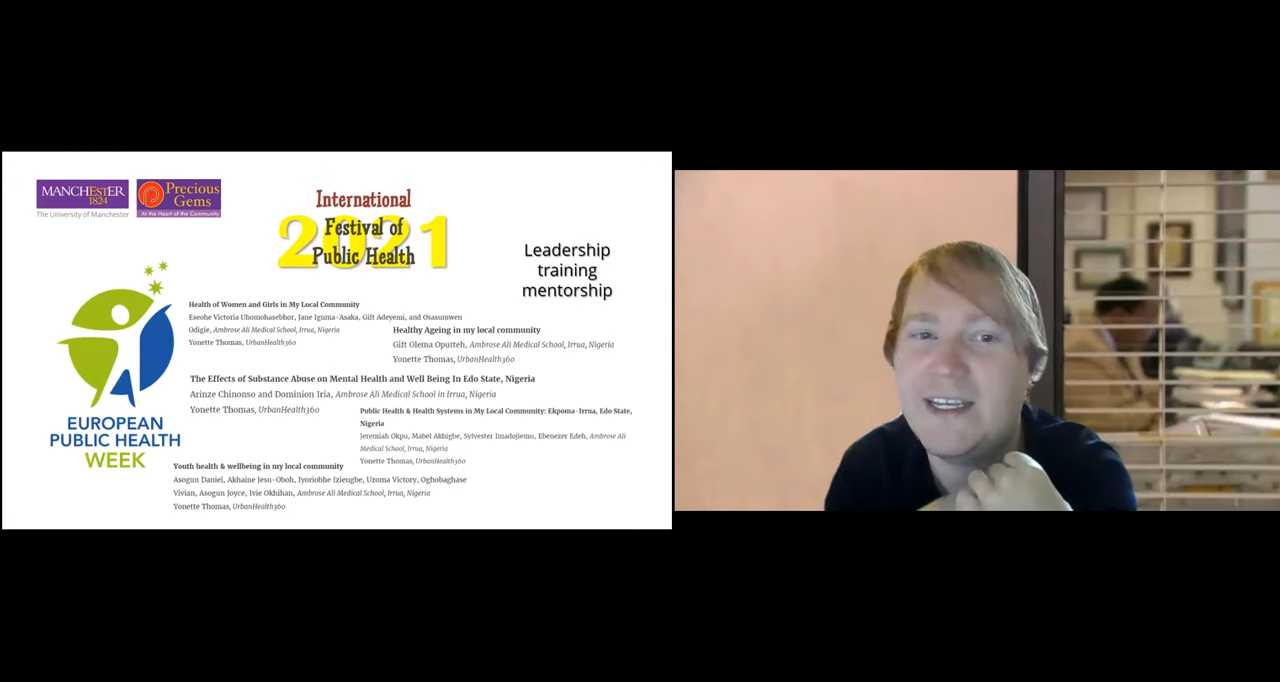 MANCHESTER
1824
The University of Manchester
Precious
Gems
At the Heart of the Community
International
2021
Festival of
Public Health
Leadership
training
mentorship
Health of Women and Girls in My Local Community
Eseohe Victoria Uhomohasebhor, Jane Iguma-Asaka, Gift Adeyemi, and Osasumwen
Odigie, Ambrose Ali Medical School, Irrua, Nigeria
Yonette Thomas, UrbanHealth360
Healthy Ageing in my local community
Gift Olema Oputteh, Ambrose Ali Medical School, Irrua, Nigeria
Yonette Thomas, UrbanHealth360
The Effects of Substance Abuse on Mental Health and Well Being In Edo State, Nigeria
Arinze Chinonso and Dominion Iria, Ambrose Ali Medical School in Irrua, Nigeria
Yonette Thomas, UrbanHealth360
Public Health & Health Systems in My Local Community: Ekpoma-Irrua, Edo State,
Nigeria
Jeremiah Okpu, Mabel Akhigbe, Sylvester Imadojiemu, Ebenezer Edeh, Ambrose Ali
Medical School, Irrua, Nigeria
Yonette Thomas, UrbanHealth360
EUROPEAN
PUBLIC HEALTH
WEEK
Youth health & wellbeing in my local community
Asogun Daniel, Akhaine Jesu-Oboh, Iyoriobhe Iziengbe, Uzoma Victory, Oghobaghase
Vivian, Asogun Joyce, Ivie Okhihan, Ambrose Ali Medical School, Irrua, Nigeria
Yonette Thomas, UrbanHealth360